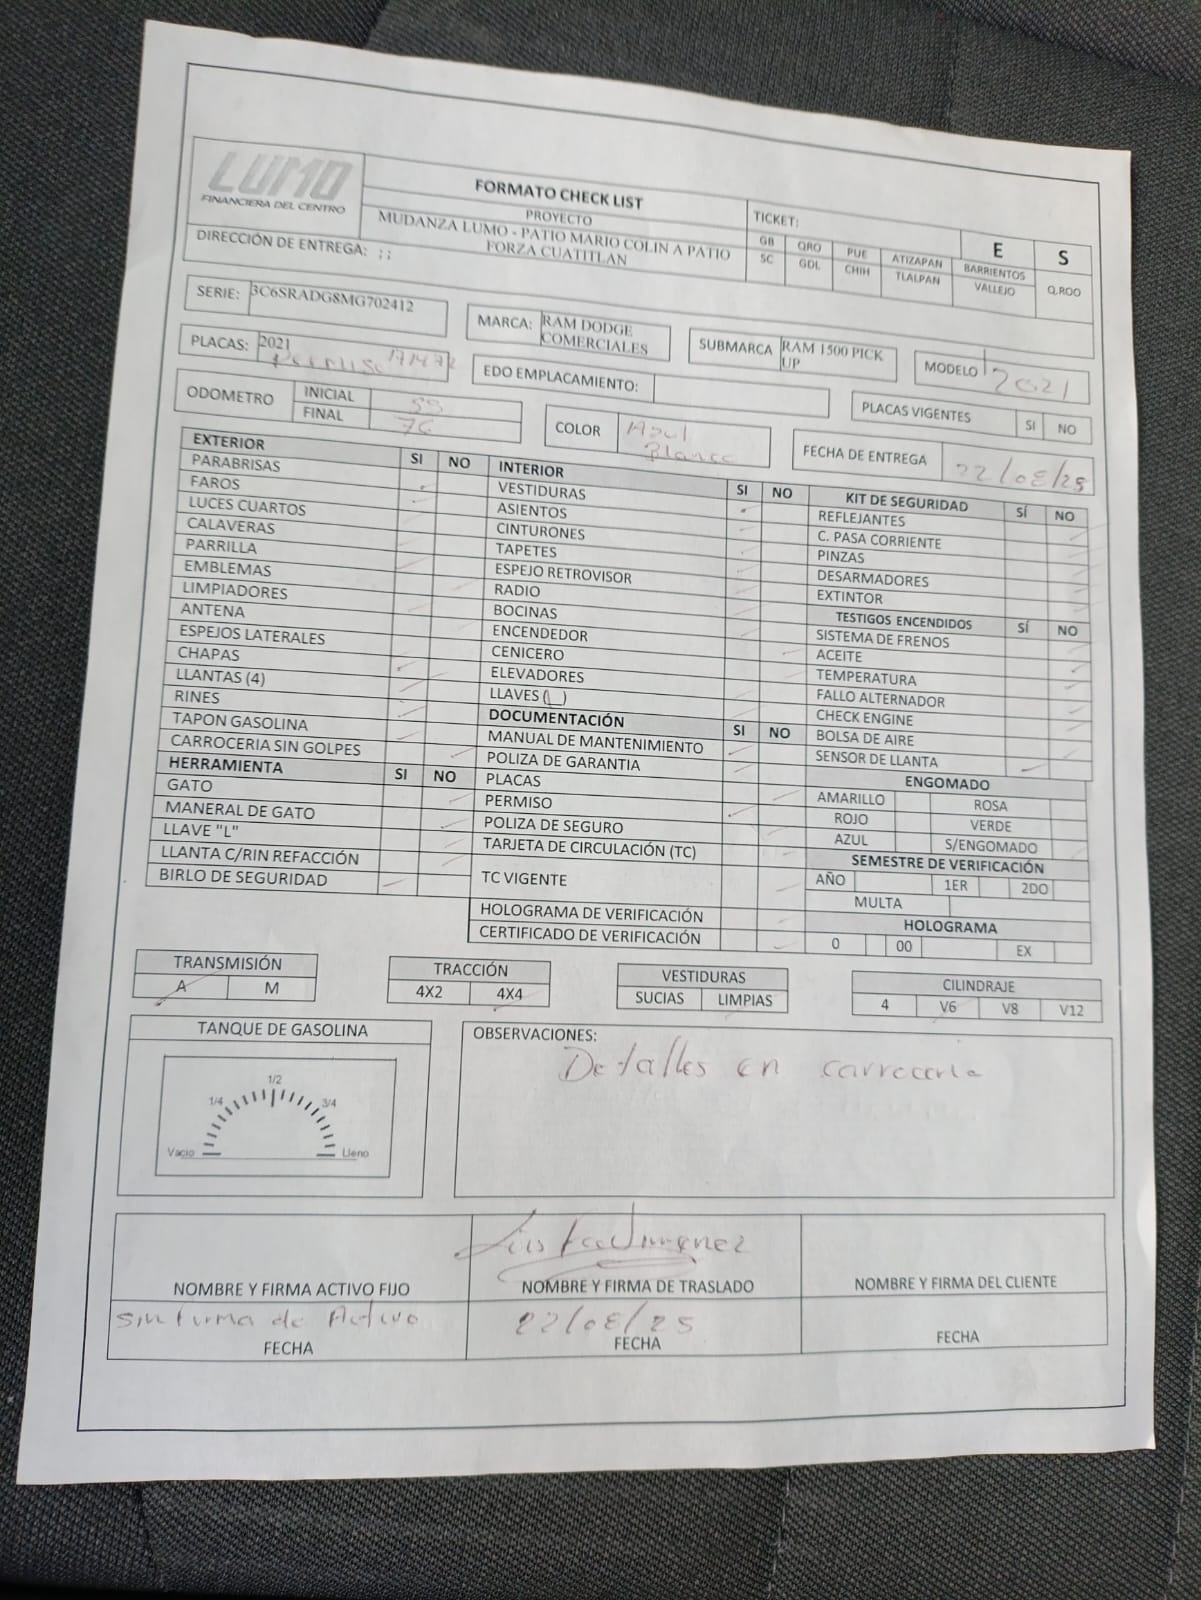 LUMO
FINANCIERA DEL CENTRO
FORMATO CHECK LIST
PROYECTO
MUDANZA LUMO - PATIO MARIO COLIN A PATIO
FORZA CUATITLAN
TICKET:
GB QRO PUE ATIZAPAN BARRIENTOS
SC GDL CHIH TLALPAN VALLEJO
E S
Q.ROO
DIRECCIÓN DE ENTREGA: ; ;
SERIE: 3C6SRADG8MG702412
MARCA: RAM DODGE
COMERCIALES
SUBMARCA RAM 1500 PICK
UP
MODELO 2021
PLACAS: 2021
Permiso
EDO EMPLACAMIENTO:
PLACAS VIGENTES SI NO
ODOMETRO INICIAL 55
FINAL 76
COLOR Azul
Blanco
FECHA DE ENTREGA 22/08/25
EXTERIOR SI NO
PARABRISAS
FAROS
LUCES CUARTOS
CALAVERAS
PARRILLA
EMBLEMAS
LIMPIADORES
ANTENA
ESPEJOS LATERALES
CHAPAS
LLANTAS (4)
RINES
TAPON GASOLINA
CARROCERIA SIN GOLPES
HERRAMIENTA SI NO
GATO
MANERAL DE GATO
LLAVE "L"
LLANTA C/RIN REFACCIÓN
BIRLO DE SEGURIDAD
INTERIOR SI NO
VESTIDURAS
ASIENTOS
CINTURONES
TAPETES
ESPEJO RETROVISOR
RADIO
BOCINAS
ENCENDEDOR
CENICERO
ELEVADORES
LLAVES (1)
DOCUMENTACIÓN SI NO
MANUAL DE MANTENIMIENTO
POLIZA DE GARANTIA
PLACAS
PERMISO
POLIZA DE SEGURO
TARJETA DE CIRCULACIÓN (TC)
TC VIGENTE
HOLOGRAMA DE VERIFICACIÓN
CERTIFICADO DE VERIFICACIÓN
KIT DE SEGURIDAD SÍ NO
REFLEJANTES
C. PASA CORRIENTE
PINZAS
DESARMADORES
EXTINTOR
TESTIGOS ENCENDIDOS SÍ NO
SISTEMA DE FRENOS
ACEITE
TEMPERATURA
FALLO ALTERNADOR
CHECK ENGINE
BOLSA DE AIRE
SENSOR DE LLANTA
ENGOMADO
AMARILLO ROSA
ROJO VERDE
AZUL S/ENGOMADO
SEMESTRE DE VERIFICACIÓN
AÑO 1ER 2DO
MULTA
HOLOGRAMA
0 00 EX
TRANSMISIÓN
A M
TRACCIÓN
4X2 4X4
VESTIDURAS
SUCIAS LIMPIAS
CILINDRAJE
4 V6 V8 V12
TANQUE DE GASOLINA
1/4 1/2 3/4
Vacio Lleno
OBSERVACIONES:
Detalles en carroceria
NOMBRE Y FIRMA ACTIVO FIJO
NOMBRE Y FIRMA DE TRASLADO
NOMBRE Y FIRMA DEL CLIENTE
Sin firma de Activo
FECHA
22/08/25
FECHA
FECHA